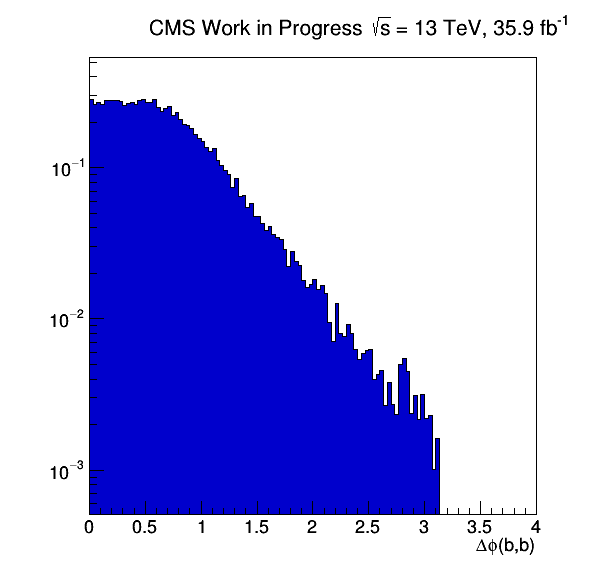 CMS Work in Progress √s = 13 TeV, 35.9 fb⁻¹
10⁻¹
10⁻²
10⁻³
0 0.5 1 1.5 2 2.5 3 3.5 4
Δϕ(b,b)